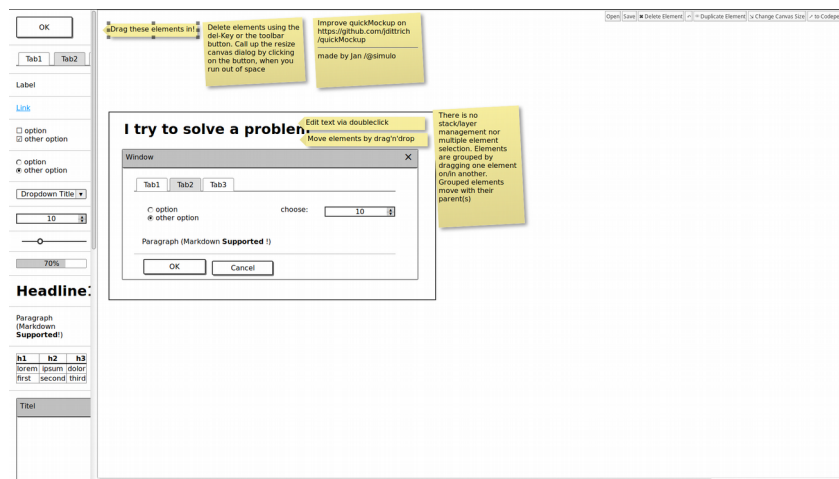 OK
Tab1 Tab2
Label
Link
option
other option
option
other option
Dropdown Title
10
70%
Headline1
Paragraph
(Markdown
Supported!)
h1 h2 h3
lorem ipsum dolor
first second third
Titel
Drag these elements in!
Delete elements using the
del-Key or the toolbar
button. Call up the resize
canvas dialog by clicking
on the button, when you
run out of space
Improve quickMockup on
https://github.com/jdittrich
/quickMockup
made by Jan /@simulo
Open Save Delete Element Duplicate Element Change Canvas Size to Codepe
I try to solve a problem
Edit text via doubleclick
Move elements by drag'n'drop
Window
Tab1 Tab2 Tab3
option
other option
choose: 10
Paragraph (Markdown Supported !)
OK Cancel
There is no
stack/layer
management nor
multiple element
selection. Elements
are grouped by
dragging one element
on/in another.
Grouped elements
move with their
parent(s)